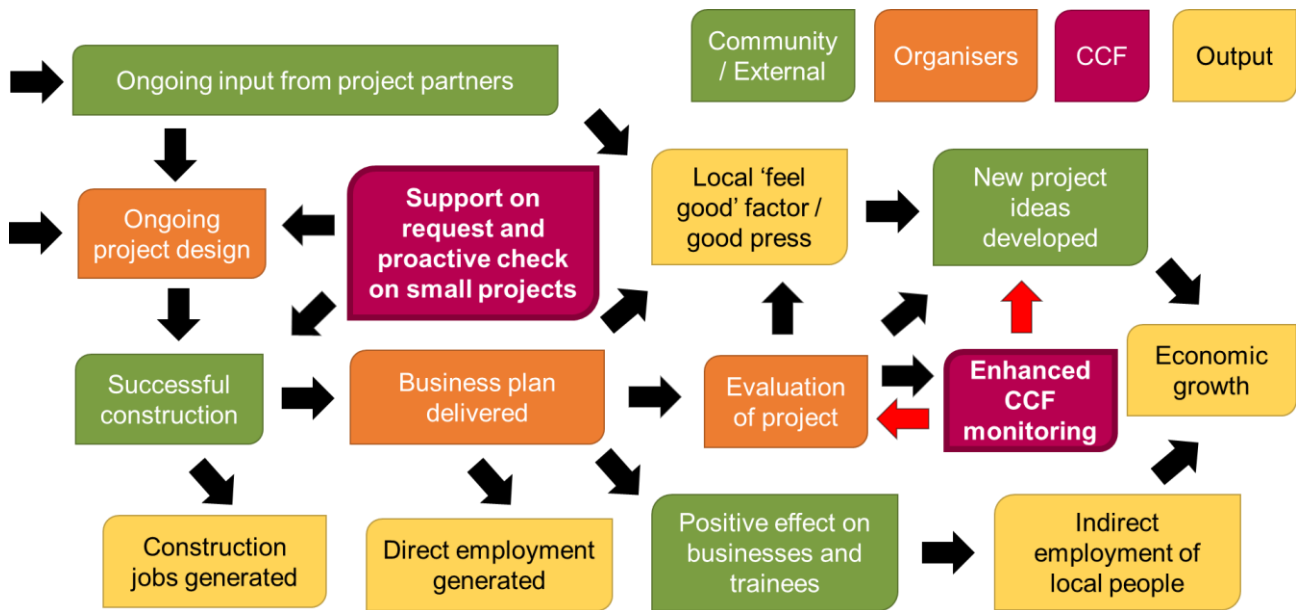 Community
/ External
Organisers
CCF
Output
Ongoing input from project partners
Ongoing
project design
Support on
request and
proactive check
on small projects
Local ‘feel
good’ factor /
good press
New project
ideas
developed
Successful
construction
Business plan
delivered
Evaluation
of project
Enhanced
CCF
monitoring
Economic
growth
Construction
jobs generated
Direct employment
generated
Positive effect on
businesses and
trainees
Indirect
employment of
local people